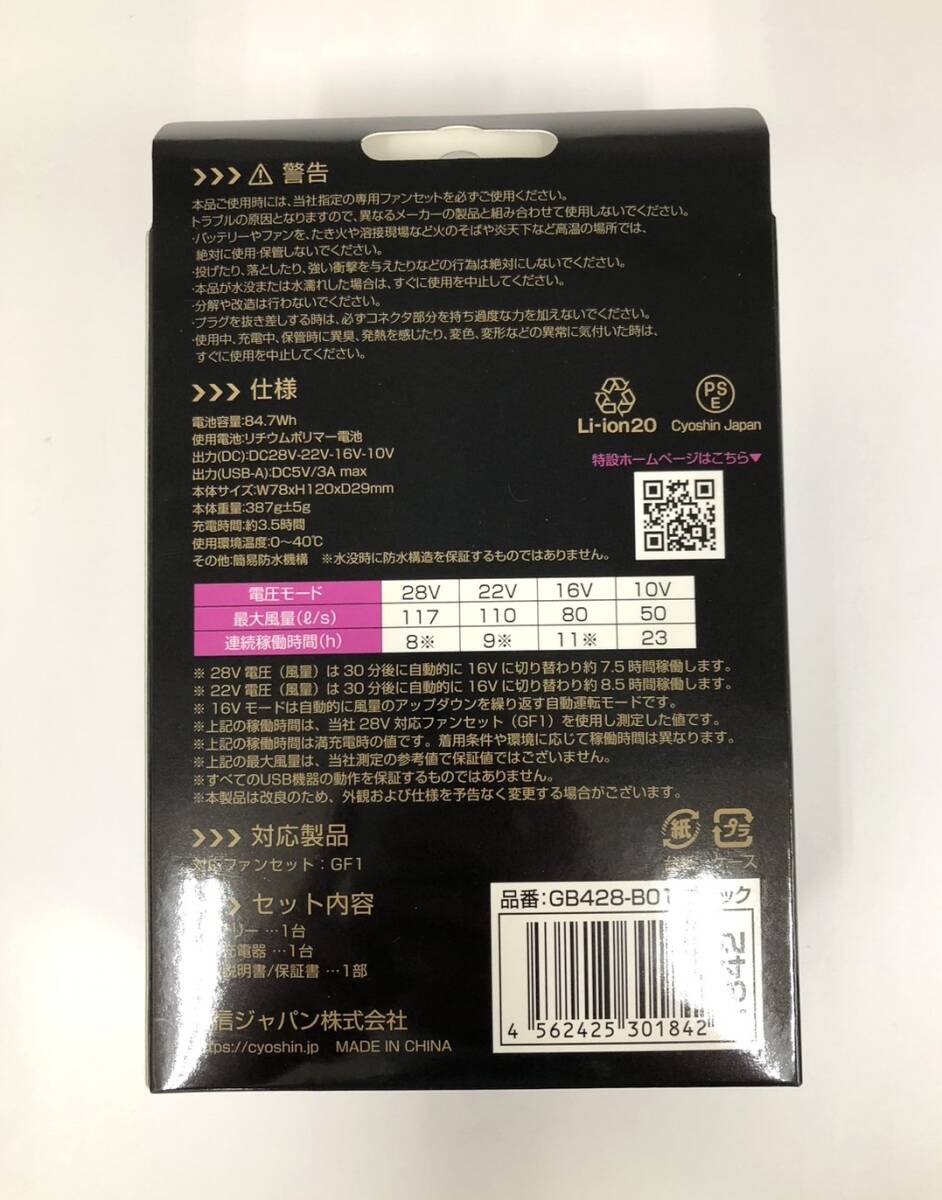 >>> ⚠ 警告
本品ご使用時には、当社指定の専用ファンセットを必ずご使用ください。
トラブルの原因となりますので、異なるメーカーの製品と組み合わせて使用しないでください。
・バッテリーやファンを、たき火や溶接現場など火のそばや炎天下など高温の場所では、
絶対に使用・保管しないでください。
・投げたり、落としたり、強い衝撃を与えたりなどの行為は絶対にしないでください。
・本品が水没または水濡れした場合は、すぐに使用を中止してください。
・分解や改造は行わないでください。
・プラグを抜き差しする時は、必ずコネクタ部分を持ち過度な力を加えないでください。
・使用中、充電中、保管時に異臭、発熱を感じたり、変色、変形などの異常に気付いた時は、
すぐに使用を中止してください。
>>> 仕様
電池容量:84.7Wh
使用電池:リチウムポリマー電池
出力(DC):DC28V-22V-16V-10V
出力(USB-A):DC5V/3A max
本体サイズ:W78xH120xD29mm
本体重量:387g±5g
充電時間:約3.5時間
使用環境温度:0～40℃
その他:簡易防水機構 ※水没時に防水構造を保証するものではありません。
Li-ion20
PS
E
Cyoshin Japan
特設ホームページはこちら▼
電圧モード 28V 22V 16V 10V
最大風量(ℓ/s) 117 110 80 50
連続稼働時間(h) 8※ 9※ 11※ 23
※ 28V 電圧（風量）は 30 分後に自動的に 16V に切り替わり約 7.5 時間稼働します。
※ 22V 電圧（風量）は 30 分後に自動的に 16V に切り替わり約 8.5 時間稼働します。
※ 16V モードは自動的に風量のアップダウンを繰り返す自動運転モードです。
※上記の稼働時間は、当社 28V 対応ファンセット（GF1）を使用し測定した値です。
※上記の稼働時間は満充電時の値です。着用条件や環境に応じて稼働時間は異なります。
※上記の最大風量は、当社測定の参考値で保証値ではございません。
※すべてのUSB機器の動作を保証するものではありません。
※本製品は改良のため、外観および仕様を予告なく変更する場合がございます。
>>> 対応製品
対応ファンセット：GF1
紙
プラ
ケース
セット内容
リー …1台
充電器 …1台
説明書/保証書 …1部
信ジャパン株式会社
https://cyoshin.jp MADE IN CHINA
品番:GB428-B01 ック
4 562425 301842